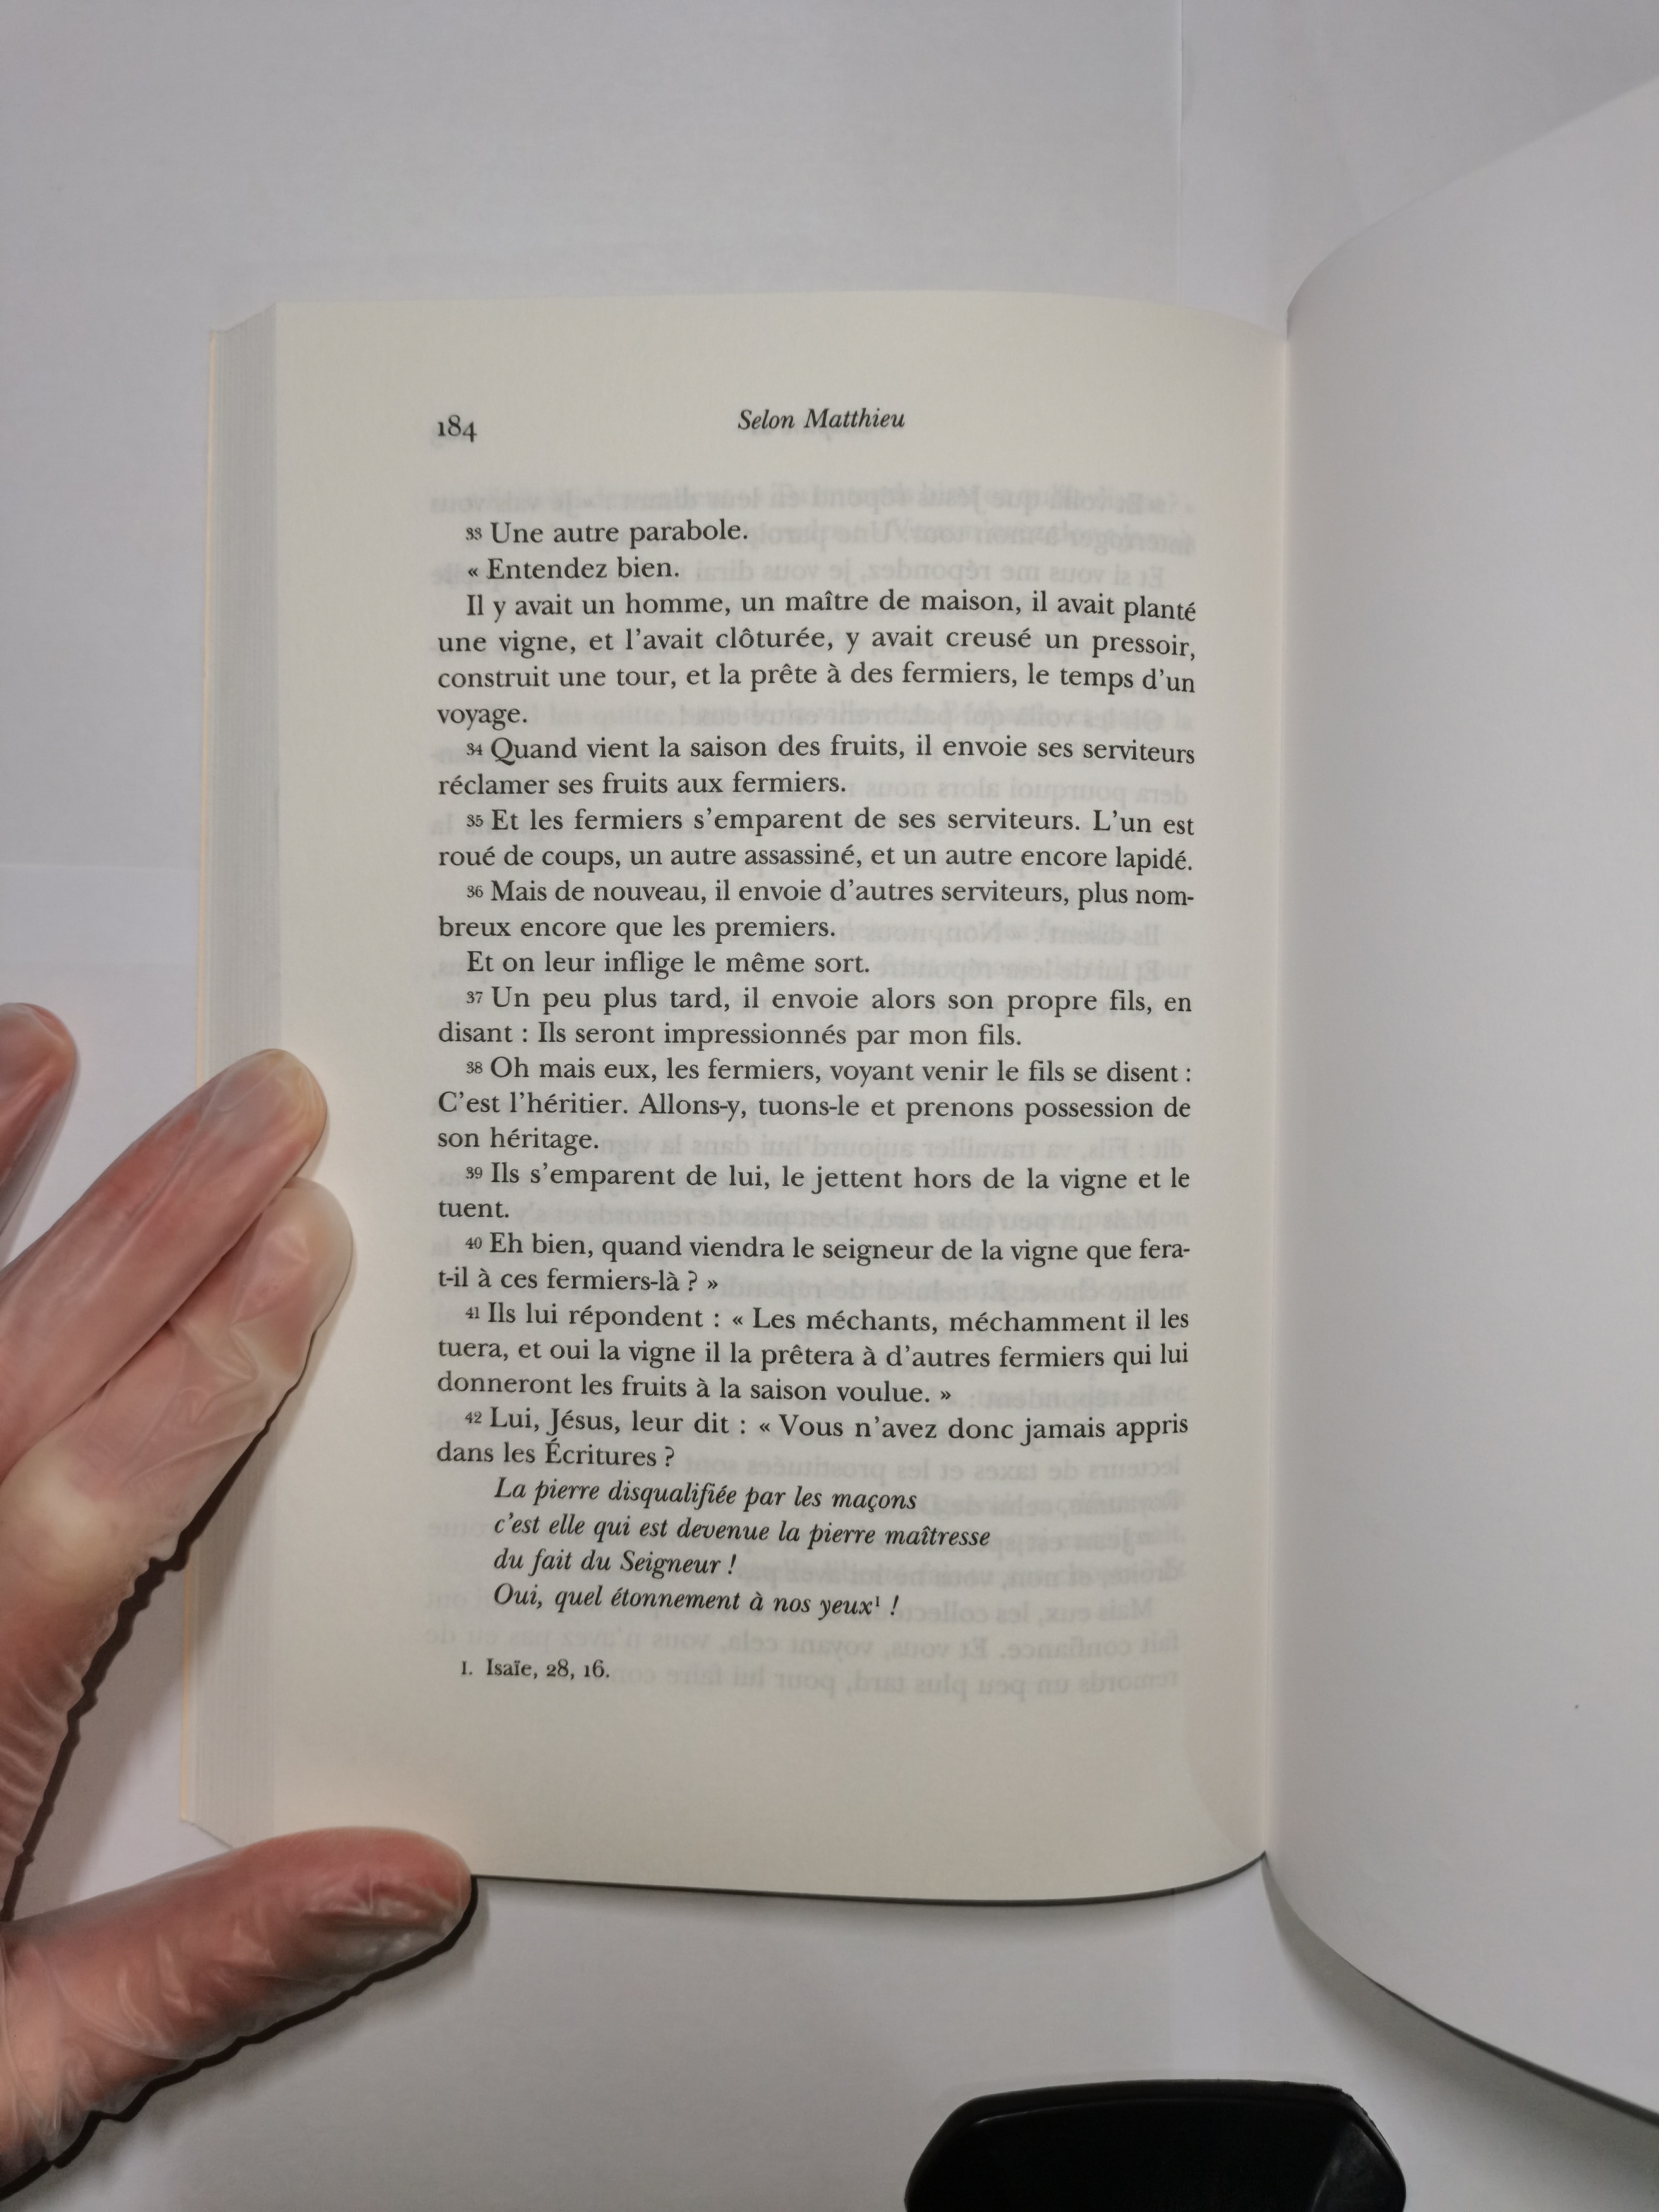 184
Selon Matthieu
33 Une autre parabole.
« Entendez bien.
Il y avait un homme, un maître de maison, il avait planté
une vigne, et l'avait clôturée, y avait creusé un pressoir,
construit une tour, et la prête à des fermiers, le temps d'un
voyage.
34 Quand vient la saison des fruits, il envoie ses serviteurs
réclamer ses fruits aux fermiers.
35 Et les fermiers s'emparent de ses serviteurs. L'un est
roué de coups, un autre assassiné, et un autre encore lapidé.
36 Mais de nouveau, il envoie d'autres serviteurs, plus nom-
breux encore que les premiers.
Et on leur inflige le même sort.
37 Un peu plus tard, il envoie alors son propre fils, en
disant : Ils seront impressionnés par mon fils.
38 Oh mais eux, les fermiers, voyant venir le fils se disent :
C'est l'héritier. Allons-y, tuons-le et prenons possession de
son héritage.
39 Ils s'emparent de lui, le jettent hors de la vigne et le
tuent.
40 Eh bien, quand viendra le seigneur de la vigne que fera-
t-il à ces fermiers-là ? »
41 Ils lui répondent : « Les méchants, méchamment il les
tuera, et oui la vigne il la prêtera à d'autres fermiers qui lui
donneront les fruits à la saison voulue. »
42 Lui, Jésus, leur dit : « Vous n'avez donc jamais appris
dans les Écritures ?
La pierre disqualifiée par les maçons
c'est elle qui est devenue la pierre maîtresse
du fait du Seigneur !
Oui, quel étonnement à nos yeux¹ !
1. Isaïe, 28, 16.